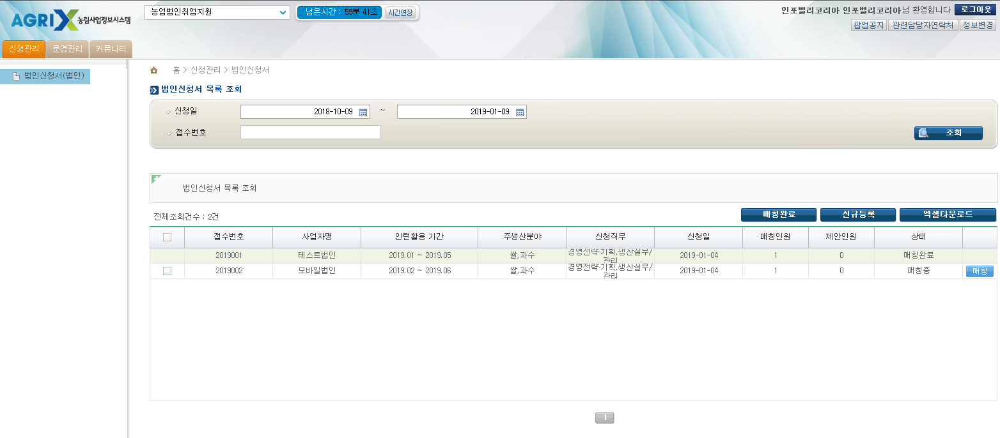 AGRIX 농림사업정보시스템
농업법인취업지원
남은시간 : 59분 41초
시간연장
인포벨리코리아 인포벨리코리아님 환영합니다
로그아웃
팝업공지
관련담당자연락처
정보변경
신청관리
운영관리
커뮤니티
법인신청서(법인)
홈 > 신청관리 > 법인신청서
법인신청서 목록 조회
신청일 2018-10-09 ~ 2019-01-09
접수번호
조회
법인신청서 목록 조회
전체조회건수 : 2건
매칭완료
신규등록
엑셀다운로드
접수번호 사업자명 인턴활용 기간 주생산분야 신청직무 신청일 매칭인원 제안인원 상태
2019001 테스트법인 2019.01 ~ 2019.05 쌀,과수 경영전략·기획,생산실무/관리 2019-01-04 1 0 매칭완료
2019002 모바일법인 2019.02 ~ 2019.06 쌀,과수 경영전략·기획,생산실무/관리 2019-01-04 1 0 매칭중 매칭
1